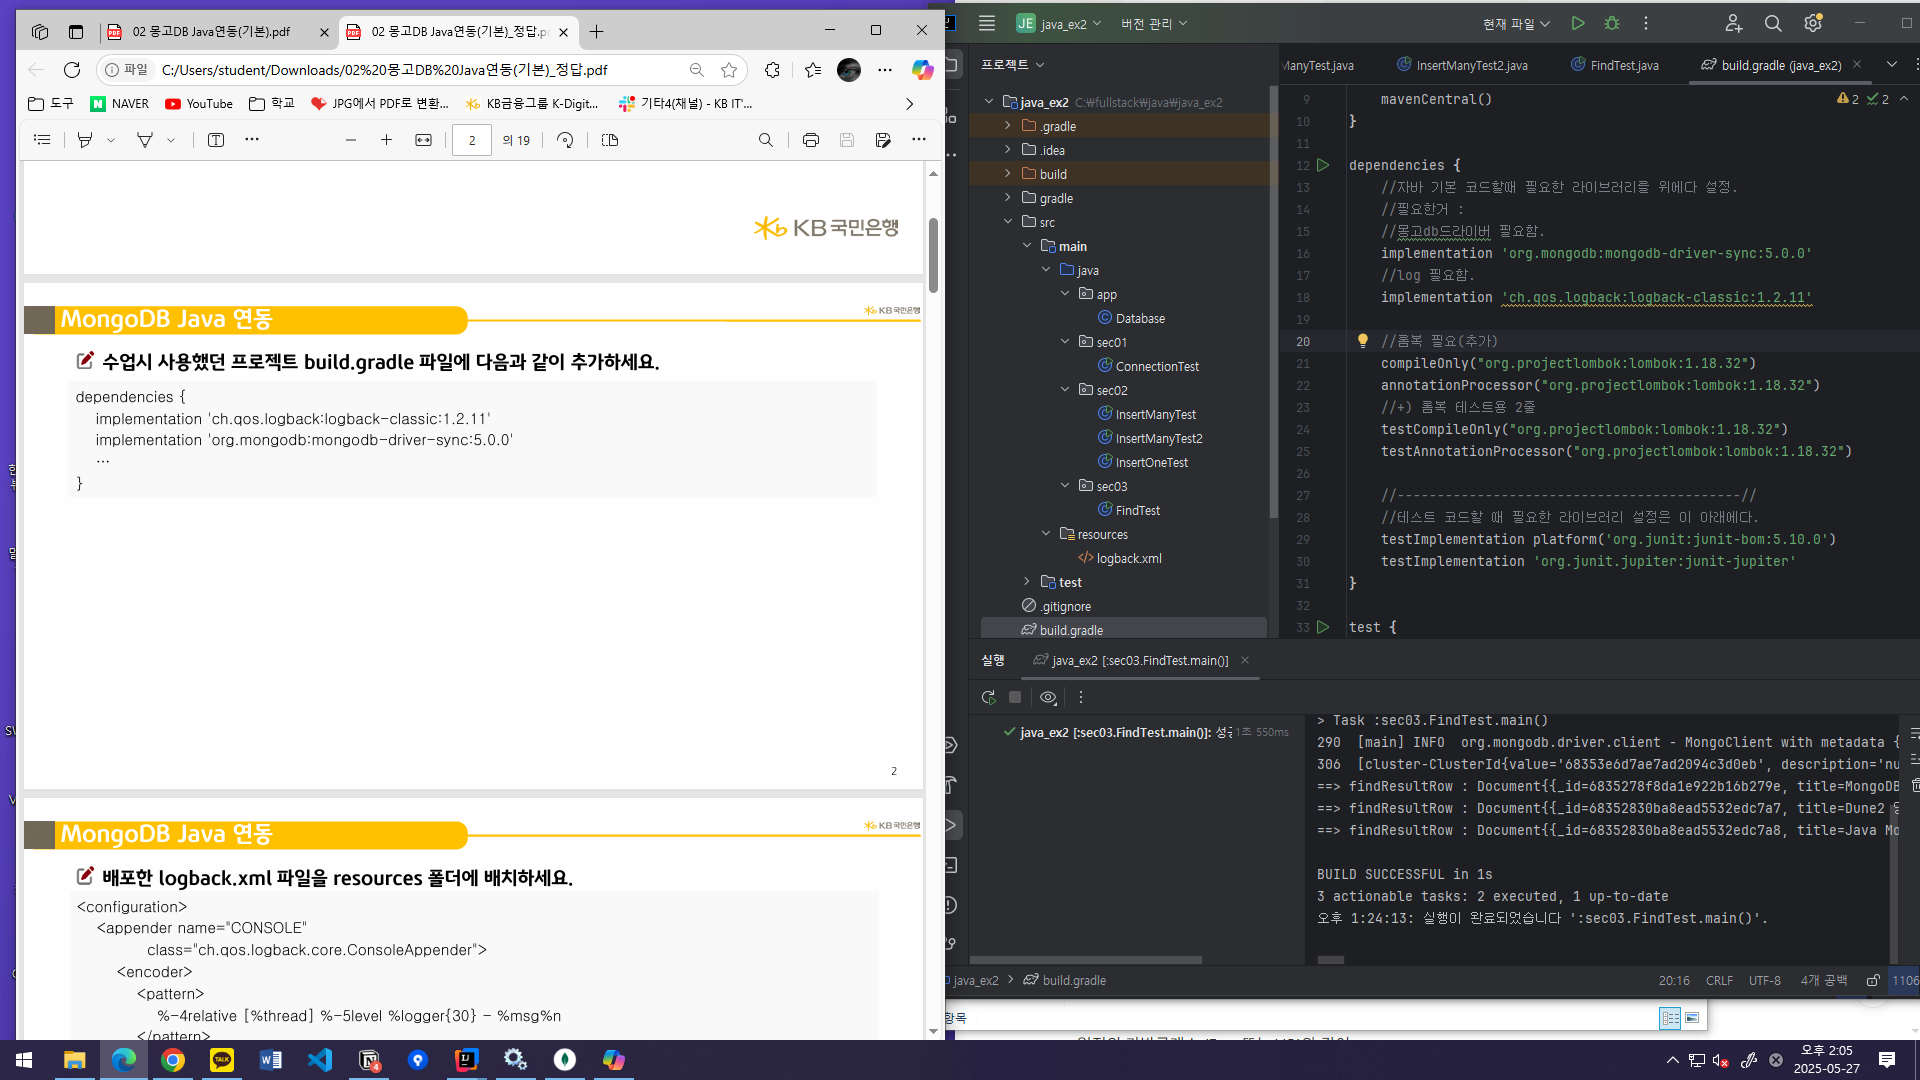 02 몽고DB Java연동(기본).pdf
02 몽고DB Java연동(기본)_정답.p
파일
C:/Users/student/Downloads/02%20몽고DB%20Java연동(기본)_정답.pdf
도구
NAVER
YouTube
학교
JPG에서 PDF로 변환...
KB금융그룹 K-Digit...
기타4(채널) - KB IT'...
2
의 19
KB 국민은행
MongoDB Java 연동
KB국민은행
수업시 사용했던 프로젝트 build.gradle 파일에 다음과 같이 추가하세요.
dependencies {
implementation 'ch.qos.logback:logback-classic:1.2.11'
implementation 'org.mongodb:mongodb-driver-sync:5.0.0'
...
}
2
MongoDB Java 연동
KB국민은행
배포한 logback.xml 파일을 resources 폴더에 배치하세요.
<configuration>
<appender name="CONSOLE"
class="ch.qos.logback.core.ConsoleAppender">
<encoder>
<pattern>
%-4relative [%thread] %-5level %logger{30} - %msg%n
</pattern>
JE
java_ex2
버전 관리
현재 파일
프로젝트
java_ex2 C:\fullstack\java\java_ex2
.gradle
.idea
build
gradle
src
main
java
app
Database
sec01
ConnectionTest
sec02
InsertManyTest
InsertManyTest2
InsertOneTest
sec03
FindTest
resources
logback.xml
test
.gitignore
build.gradle
ManyTest.java
InsertManyTest2.java
FindTest.java
build.gradle (java_ex2)
2 2
9 mavenCentral()
10 }
11
12 dependencies {
13 //자바 기본 코드할때 필요한 라이브러리를 위에다 설정.
14 //필요한거 :
15 //몽고db드라이버 필요함.
16 implementation 'org.mongodb:mongodb-driver-sync:5.0.0'
17 //log 필요함.
18 implementation 'ch.qos.logback:logback-classic:1.2.11'
19
20 //롬복 필요(추가)
21 compileOnly("org.projectlombok:lombok:1.18.32")
22 annotationProcessor("org.projectlombok:lombok:1.18.32")
23 //+) 롬복 테스트용 2줄
24 testCompileOnly("org.projectlombok:lombok:1.18.32")
25 testAnnotationProcessor("org.projectlombok:lombok:1.18.32")
26
27 //-------------------------------------------//
28 //테스트 코드할 때 필요한 라이브러리 설정은 이 아래에다.
29 testImplementation platform('org.junit:junit-bom:5.10.0')
30 testImplementation 'org.junit.jupiter:junit-jupiter'
31 }
32
33 test {
실행
java_ex2 [:sec03.FindTest.main()]
java_ex2 [:sec03.FindTest.main()]: 성공 1초 550ms
> Task :sec03.FindTest.main()
290 [main] INFO org.mongodb.driver.client - MongoClient with metadata {
306 [cluster-ClusterId{value='68353e6d7ae7ad2094c3d0eb', description='nu
==> findResultRow : Document{{_id=6835278f8da1e922b16b279e, title=MongoDB
==> findResultRow : Document{{_id=68352830ba8ead5532edc7a7, title=Dune2 영
==> findResultRow : Document{{_id=68352830ba8ead5532edc7a8, title=Java Mo
BUILD SUCCESSFUL in 1s
3 actionable tasks: 2 executed, 1 up-to-date
오후 1:24:13: 실행이 완료되었습니다 ':sec03.FindTest.main()'.
java_ex2
build.gradle
20:16
CRLF
UTF-8
4개 공백
1106
항목
TALK
4
오후 2:05
2025-05-27